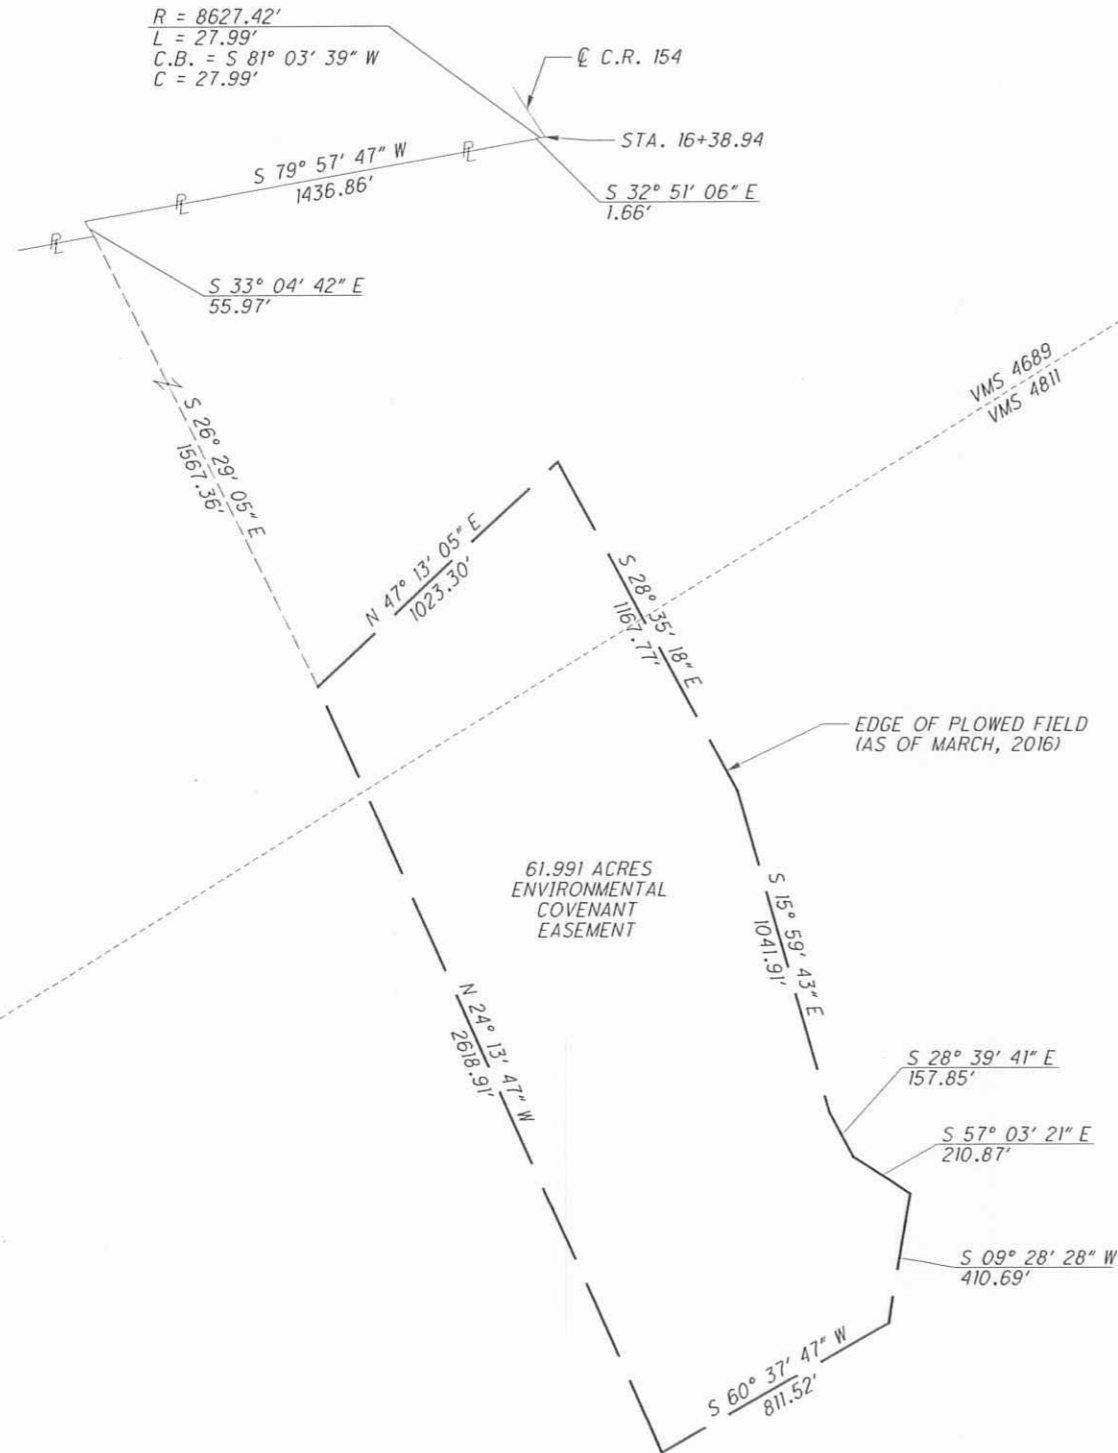 R = 8627.42'
L = 27.99'
C.B. = S 81° 03' 39" W
C = 27.99'
℄ C.R. 154
STA. 16+38.94
S 79° 57' 47" W
1436.86'
℄
S 32° 51' 06" E
1.66'
S 33° 04' 42" E
55.97'
VMS 4689
VMS 4811
S 26° 29' 05" E
1567.36'
N 47° 13' 05" E
1023.30'
S 28° 35' 18" E
1167.77'
EDGE OF PLOWED FIELD
(AS OF MARCH, 2016)
61.991 ACRES
ENVIRONMENTAL
COVENANT
EASEMENT
S 15° 59' 43" E
1041.91'
N 24° 13' 47" W
2618.91'
S 28° 39' 41" E
157.85'
S 57° 03' 21" E
210.87'
S 09° 28' 28" W
410.69'
S 60° 37' 47" W
811.52'